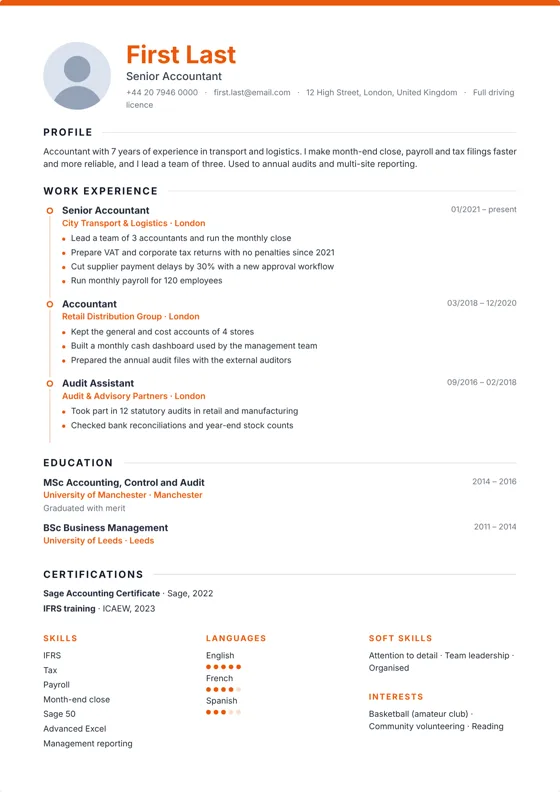 First Last
Senior Accountant
+44 20 7946 0000 · first.last@email.com · 12 High Street, London, United Kingdom · Full driving
licence
PROFILE
Accountant with 7 years of experience in transport and logistics. I make month-end close, payroll and tax filings faster
and more reliable, and I lead a team of three. Used to annual audits and multi-site reporting.
WORK EXPERIENCE
Senior Accountant 01/2021 – present
City Transport & Logistics · London
• Lead a team of 3 accountants and run the monthly close
• Prepare VAT and corporate tax returns with no penalties since 2021
• Cut supplier payment delays by 30% with a new approval workflow
• Run monthly payroll for 120 employees
Accountant 03/2018 – 12/2020
Retail Distribution Group · London
• Kept the general and cost accounts of 4 stores
• Built a monthly cash dashboard used by the management team
• Prepared the annual audit files with the external auditors
Audit Assistant 09/2016 – 02/2018
Audit & Advisory Partners · London
• Took part in 12 statutory audits in retail and manufacturing
• Checked bank reconciliations and year-end stock counts
EDUCATION
MSc Accounting, Control and Audit 2014 – 2016
University of Manchester · Manchester
Graduated with merit
BSc Business Management 2011 – 2014
University of Leeds · Leeds
CERTIFICATIONS
Sage Accounting Certificate · Sage, 2022
IFRS training · ICAEW, 2023
SKILLS
IFRS
Tax
Payroll
Month-end close
Sage 50
Advanced Excel
Management reporting
LANGUAGES
English
French
Spanish
SOFT SKILLS
Attention to detail · Team leadership ·
Organised
INTERESTS
Basketball (amateur club) ·
Community volunteering · Reading